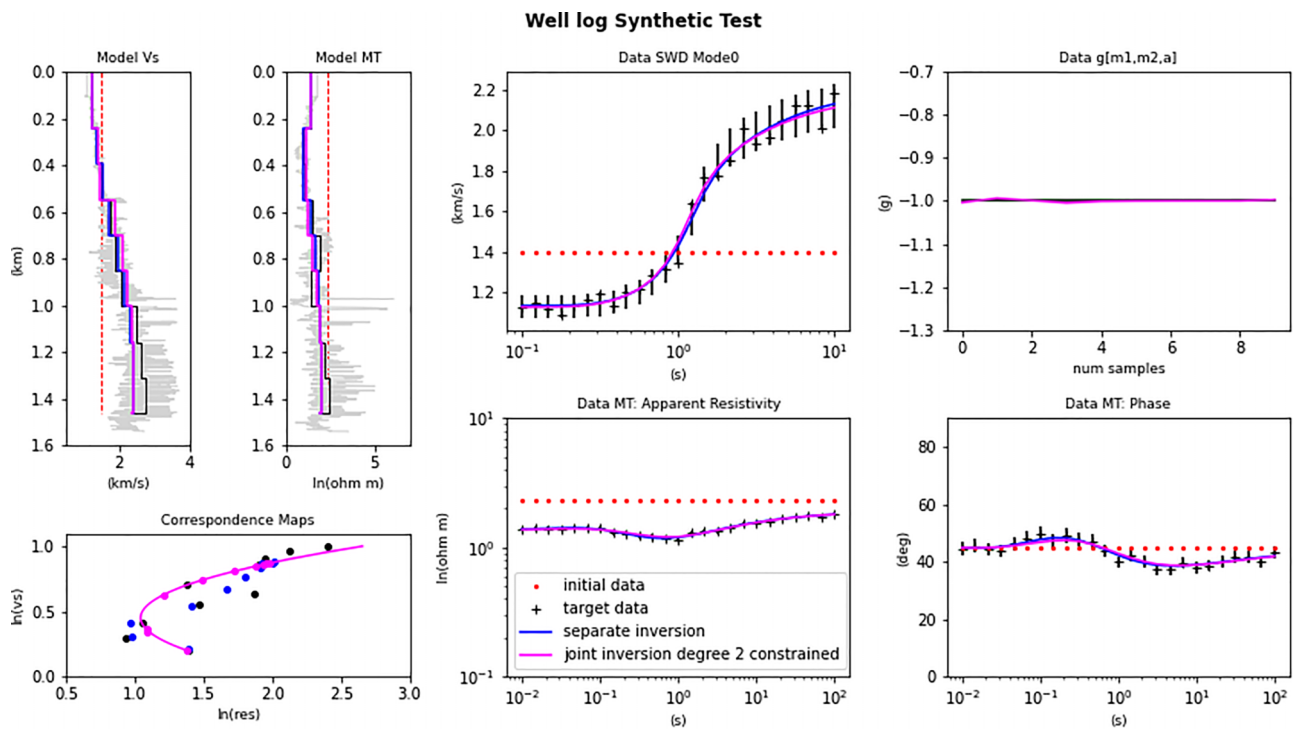 Well log Synthetic Test
Model Vs
0.0
0.2
0.4
0.6
0.8
1.0
1.2
1.4
1.6
(km)
2
4
(km/s)
Model MT
0.0
0.2
0.4
0.6
0.8
1.0
1.2
1.4
1.6
0
5
ln(ohm m)
Data SWD Mode0
2.2
2.0
1.8
1.6
1.4
1.2
(km/s)
10⁻¹
10⁰
10¹
(s)
Data g[m1,m2,a]
−0.7
−0.8
−0.9
−1.0
−1.1
−1.2
−1.3
(g)
0
2
4
6
8
num samples
Correspondence Maps
1.0
0.5
0.0
ln(vs)
0.5
1.0
1.5
2.0
2.5
3.0
ln(res)
Data MT: Apparent Resistivity
10¹
10⁰
10⁻¹
ln(ohm m)
initial data
target data
separate inversion
joint inversion degree 2 constrained
10⁻²
10⁻¹
10⁰
10¹
10²
(s)
Data MT: Phase
80
60
40
20
0
(deg)
10⁻²
10⁻¹
10⁰
10¹
10²
(s)